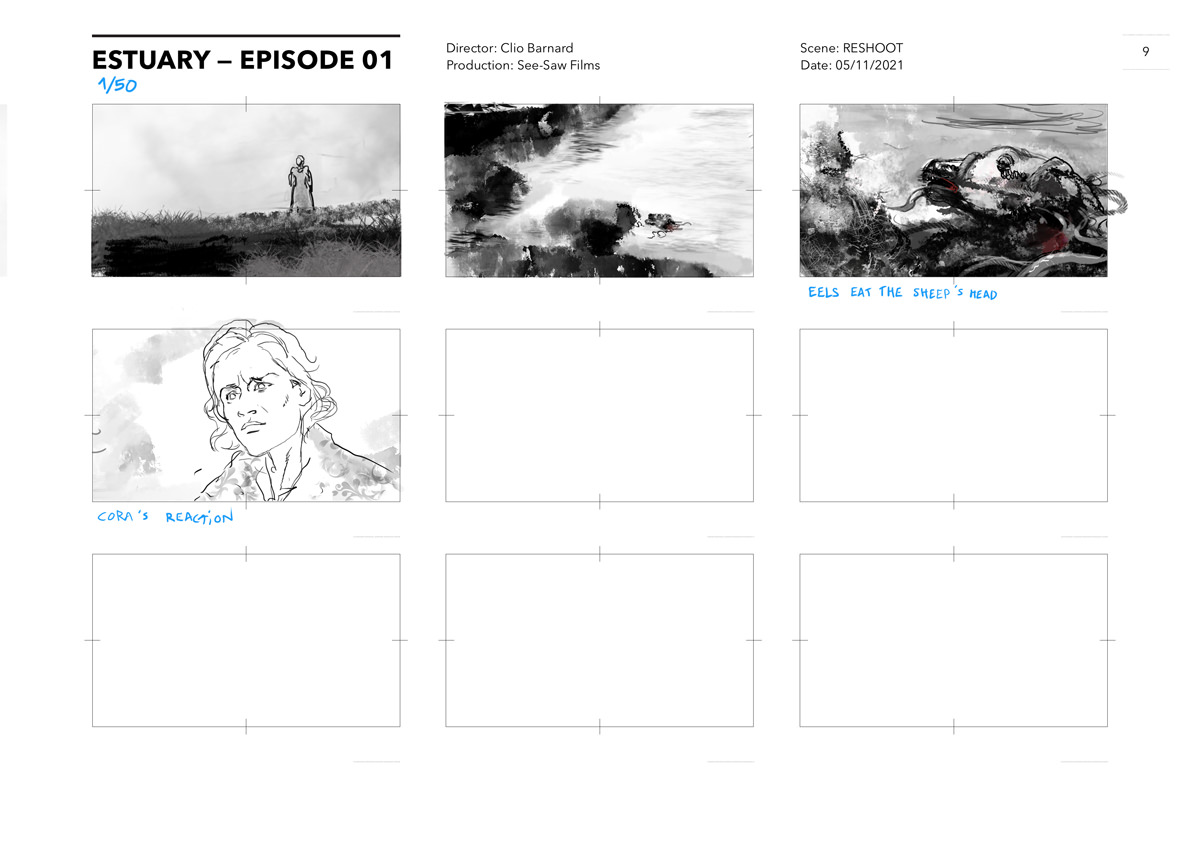 ESTUARY – EPISODE 01
1/50
Director: Clio Barnard
Production: See-Saw Films
Scene: RESHOOT
Date: 05/11/2021
9
EELS EAT THE SHEEP'S HEAD
CORA'S REACTION